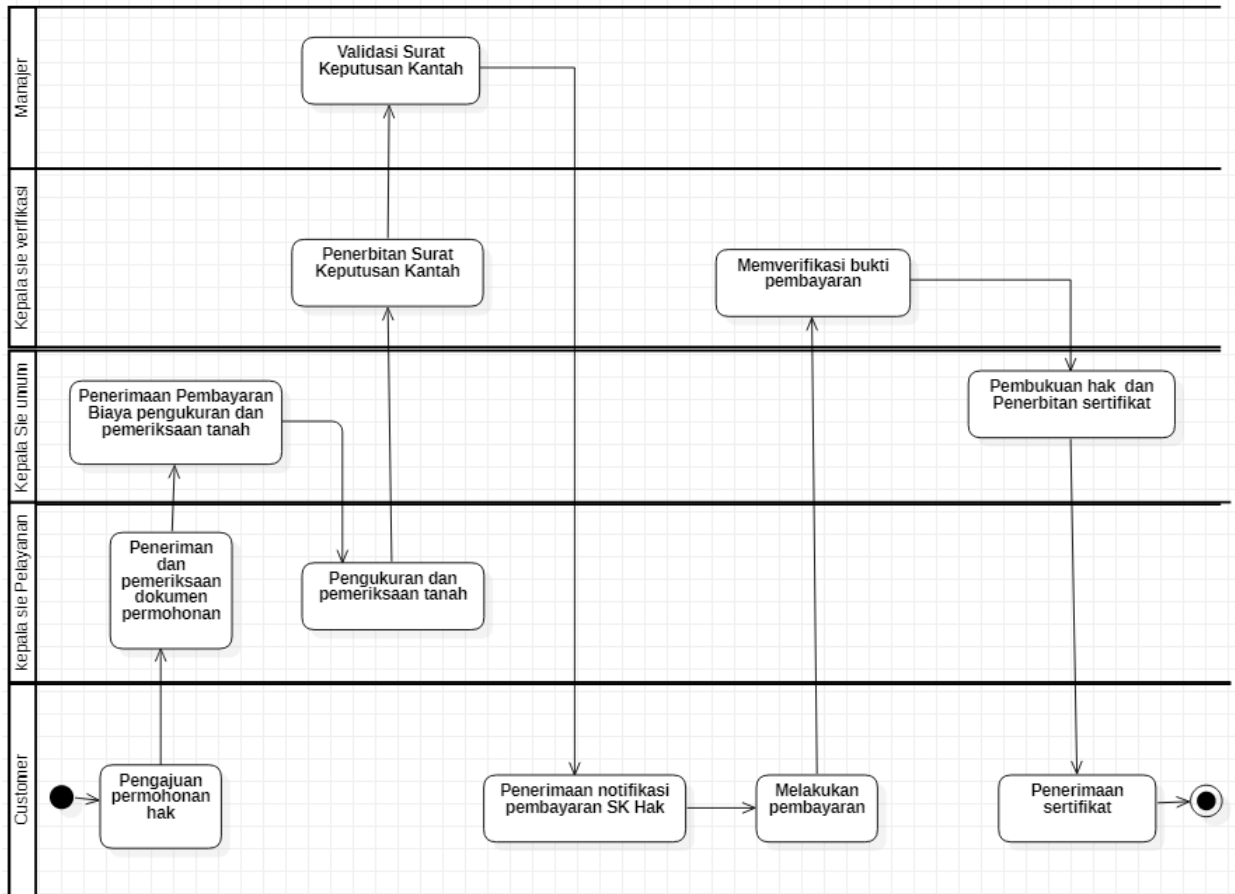 Manajer
Validasi Surat
Keputusan Kantah
Kepala sie verifikasi
Penerbitan Surat
Keputusan Kantah
Memverifikasi bukti
pembayaran
Kepala Sie umum
Penerimaan Pembayaran
Biaya pengukuran dan
pemeriksaan tanah
Pembukuan hak dan
Penerbitan sertifikat
kepala sie Pelayanan
Peneriman
dan
pemeriksaan
dokumen
permohonan
Pengukuran dan
pemeriksaan tanah
Customer
Pengajuan
permohonan
hak
Penerimaan notifikasi
pembayaran SK Hak
Melakukan
pembayaran
Penerimaan
sertifikat